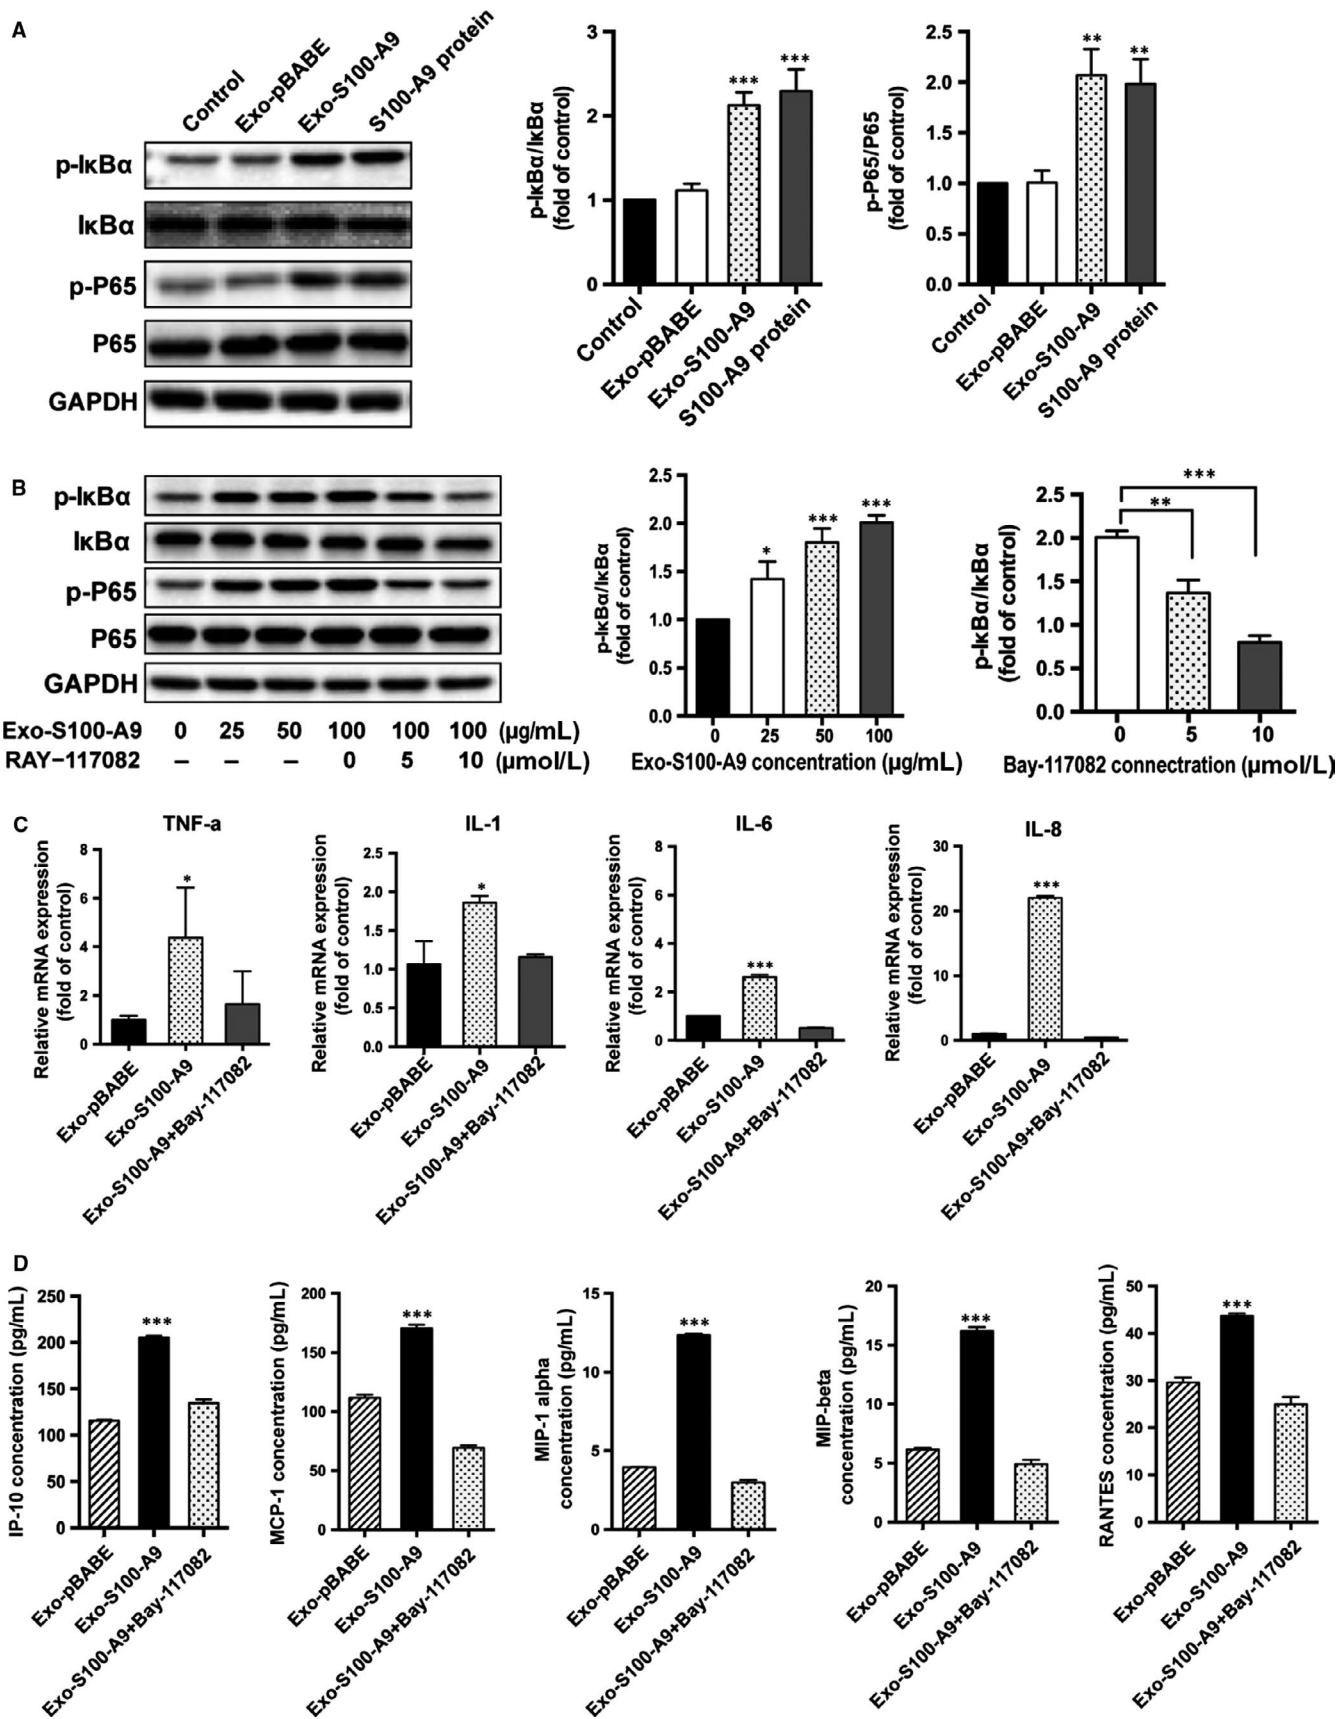 A
Control
Exo-pBABE
Exo-S100-A9
S100-A9 protein
p-IκBα
IκBα
p-P65
P65
GAPDH
p-IκBα/IκBα
(fold of control)
3
2
1
0
***
***
Control
Exo-pBABE
Exo-S100-A9
S100-A9 protein
p-P65/P65
(fold of control)
2.5
2.0
1.5
1.0
0.5
0.0
**
**
Control
Exo-pBABE
Exo-S100-A9
S100-A9 protein
B
p-IκBα
IκBα
p-P65
P65
GAPDH
Exo-S100-A9 0 25 50 100 100 100 (μg/mL)
RAY−117082 – – – 0 5 10 (μmol/L)
p-IκBα/IκBα
(fold of control)
2.5
2.0
1.5
1.0
0.5
0.0
*
***
***
0 25 50 100
Exo-S100-A9 concentration (μg/mL)
p-IκBα/IκBα
(fold of control)
2.5
2.0
1.5
1.0
0.5
0.0
***
**
0 5 10
Bay-117082 connectration (μmol/L)
C
TNF-a
Relative mRNA expression
(fold of control)
8
6
4
2
0
*
Exo-pBABE
Exo-S100-A9
Exo-S100-A9+Bay-117082
IL-1
Relative mRNA expression
(fold of control)
2.5
2.0
1.5
1.0
0.5
0.0
*
Exo-pBABE
Exo-S100-A9
Exo-S100-A9+Bay-117082
IL-6
Relative mRNA expression
(fold of control)
8
6
4
2
0
***
Exo-pBABE
Exo-S100-A9
Exo-S100-A9+Bay-117082
IL-8
Relative mRNA expression
(fold of control)
30
20
10
0
***
Exo-pBABE
Exo-S100-A9
Exo-S100-A9+Bay-117082
D
IP-10 concentration (pg/mL)
250
200
150
100
50
0
***
Exo-pBABE
Exo-S100-A9
Exo-S100-A9+Bay-117082
MCP-1 concentration (pg/mL)
200
150
100
50
0
***
Exo-pBABE
Exo-S100-A9
Exo-S100-A9+Bay-117082
MIP-1 alpha
concentration (pg/mL)
15
10
5
0
***
Exo-pBABE
Exo-S100-A9
Exo-S100-A9+Bay-117082
MIP-beta
concentration (pg/mL)
20
15
10
5
0
***
Exo-pBABE
Exo-S100-A9
Exo-S100-A9+Bay-117082
RANTES concentration (pg/mL)
50
40
30
20
10
0
***
Exo-pBABE
Exo-S100-A9
Exo-S100-A9+Bay-117082